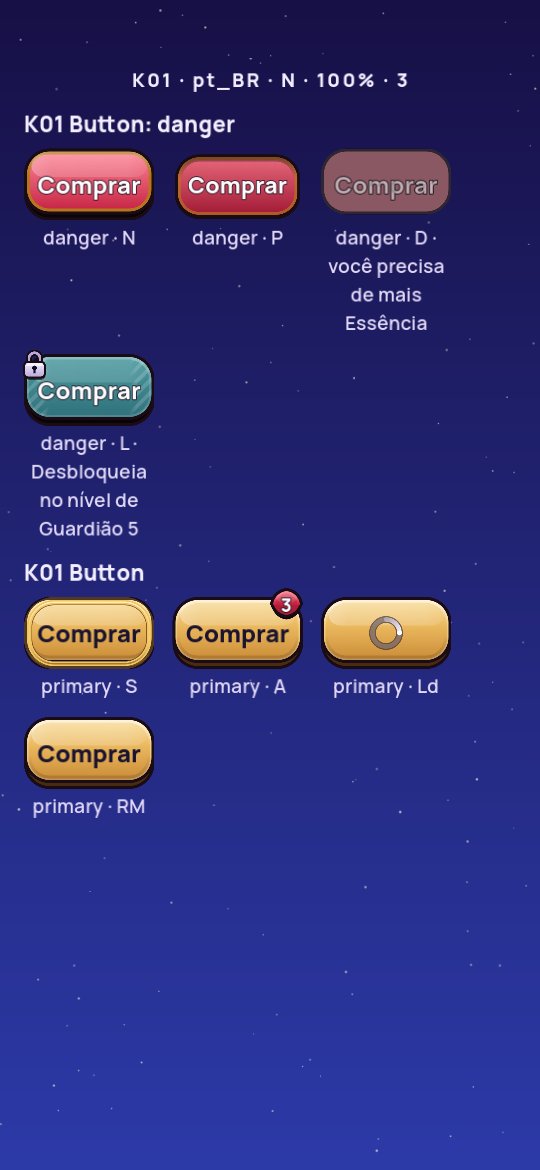 K01 · pt_BR · N · 100% · 3
K01 Button: danger
Comprar
Comprar
Comprar
danger · N
danger · P
danger · D ·
você precisa
de mais
Essência
Comprar
danger · L ·
Desbloqueia
no nível de
Guardião 5
K01 Button
Comprar
Comprar
3
primary · S
primary · A
primary · Ld
Comprar
primary · RM